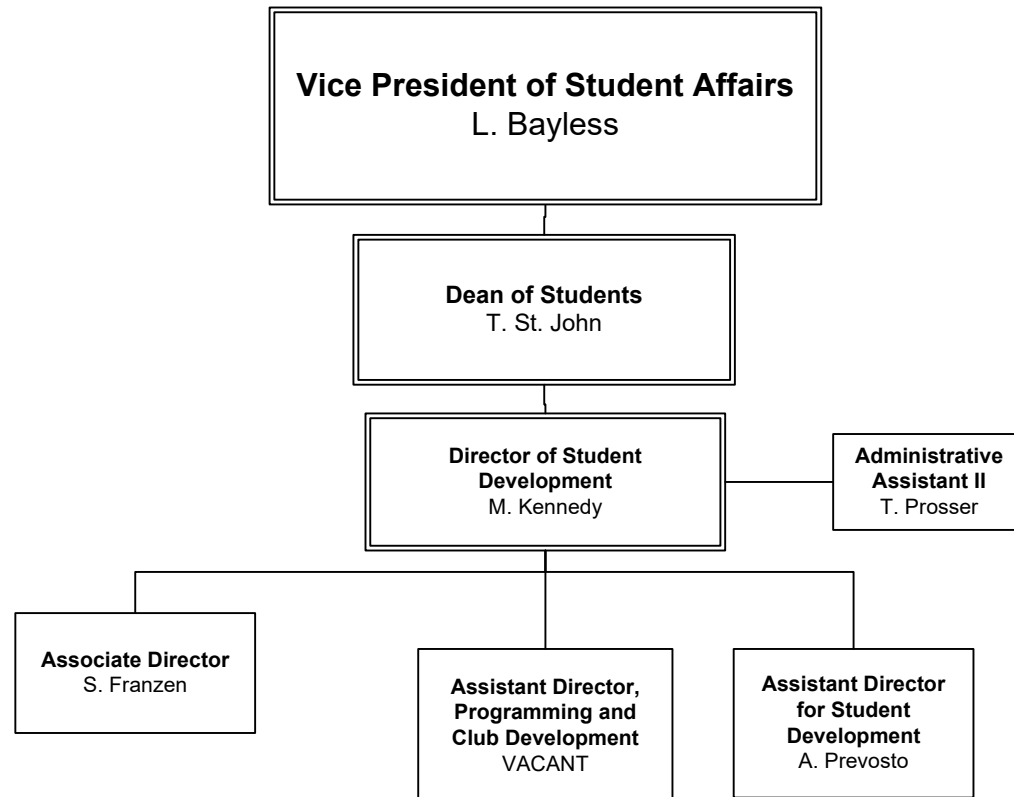 Vice President of Student Affairs
L. Bayless
Dean of Students
T. St. John
Director of Student
Development
M. Kennedy
Administrative
Assistant II
T. Prosser
Associate Director
S. Franzen
Assistant Director,
Programming and
Club Development
VACANT
Assistant Director
for Student
Development
A. Prevosto